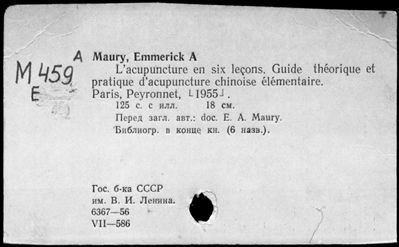 A Maury, Emmerick A
M 459
E
L'acupuncture en six leçons. Guide théorique et
pratique d'acupuncture chinoise élémentaire.
Paris, Peyronnet, [1955].
125 с. с илл. 18 см.
Перед загл. авт.: doc. E. A. Maury.
Библиогр. в конце кн. (6 назв.).
Гос. б-ка СССР
им. В. И. Ленина.
6367—56
VII—586